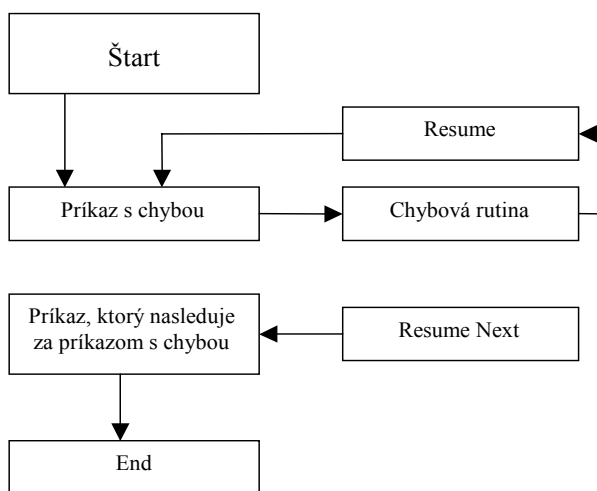 Štart
Resume
Príkaz s chybou
Chybová rutina
Príkaz, ktorý nasleduje
za príkazom s chybou
Resume Next
End